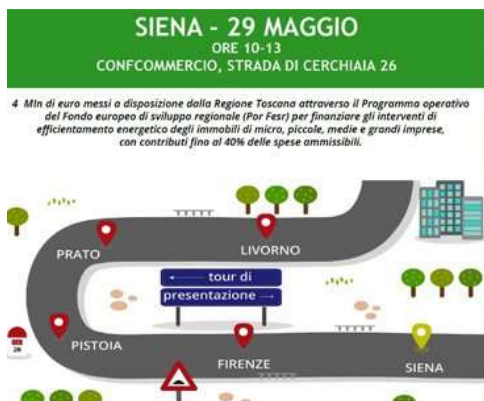 SIENA - 29 MAGGIO
ORE 10-13
CONFCOMMERCIO, STRADA DI CERCHIAIA 26
4 Mln di euro messi a disposizione dalla Regione Toscana attraverso il Programma operativo
del Fondo europeo di sviluppo regionale (Por Fesr) per finanziare gli interventi di
efficientamento energetico degli immobili di micro, piccole, medie e grandi imprese,
con contributi fino al 40% delle spese ammissibili.
PRATO
LIVORNO
tour di
presentazione
PISTOIA
FIRENZE
SIENA